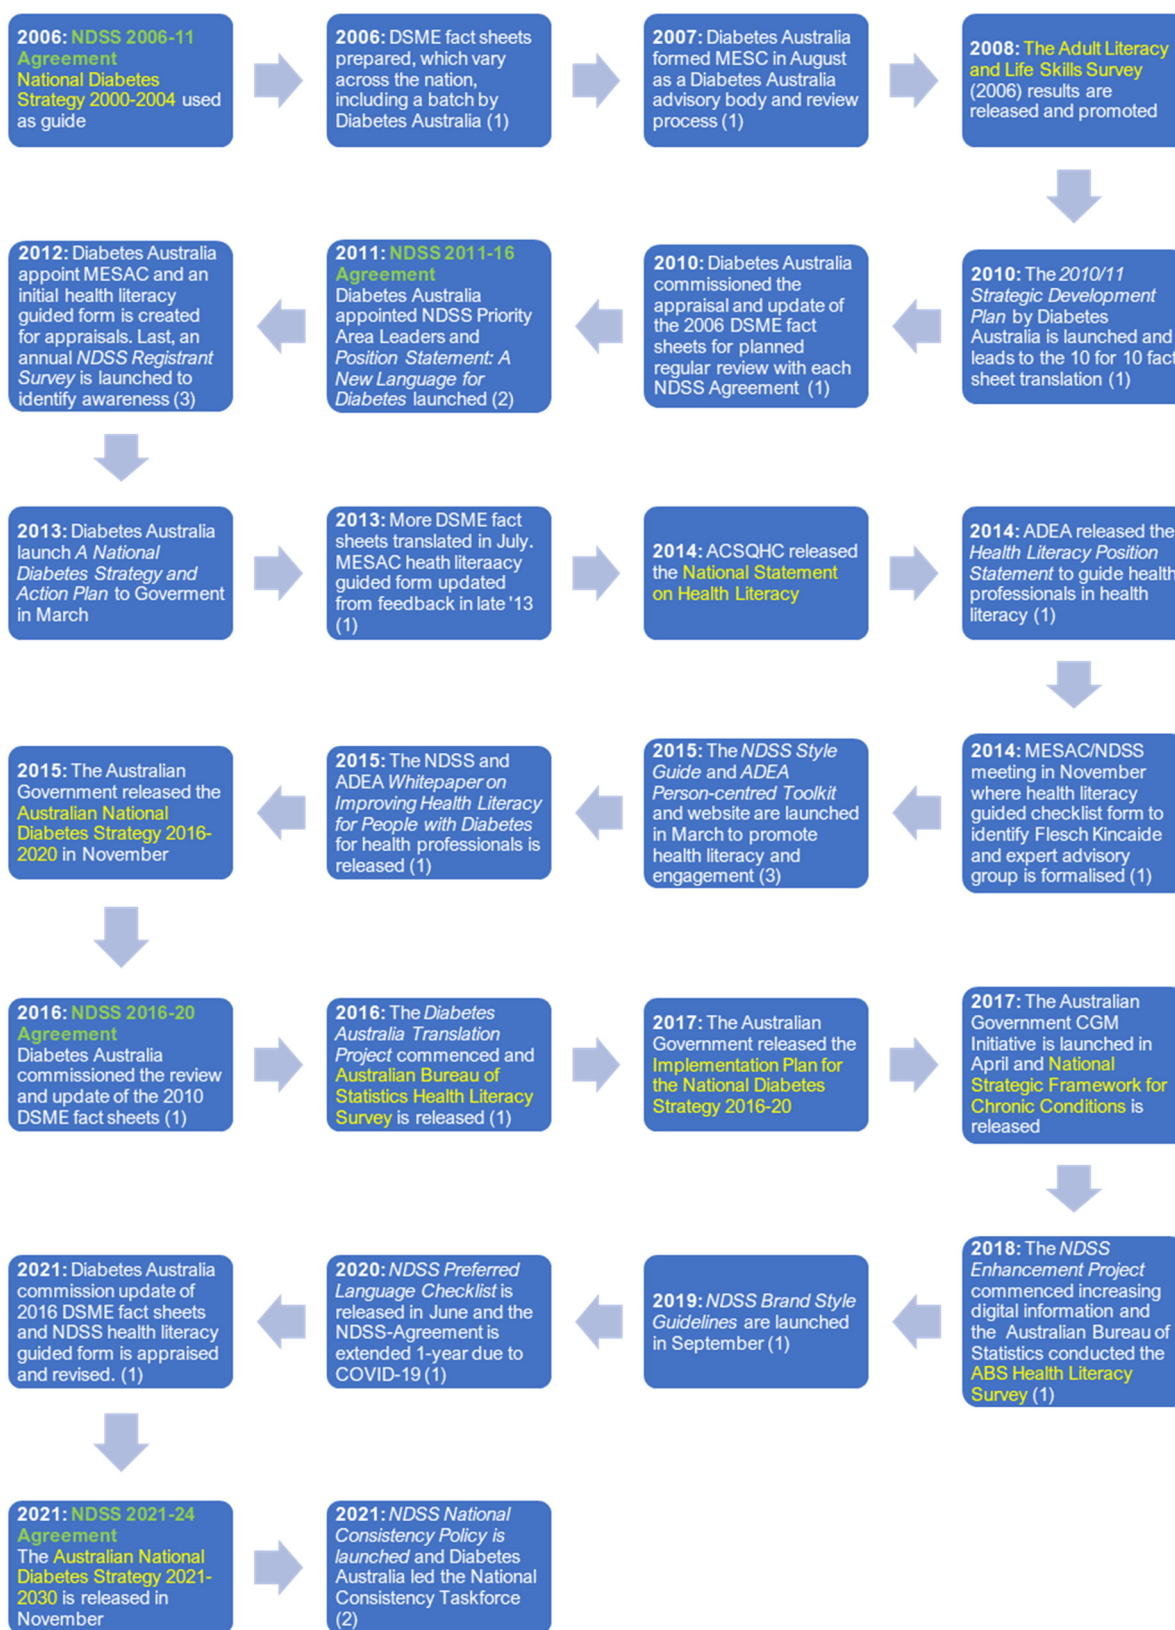 2006: NDSS 2006-11
Agreement
National Diabetes
Strategy 2000-2004 used
as guide
2006: DSME fact sheets
prepared, which vary
across the nation,
including a batch by
Diabetes Australia (1)
2007: Diabetes Australia
formed MESC in August
as a Diabetes Australia
advisory body and review
process (1)
2008: The Adult Literacy
and Life Skills Survey
(2006) results are
released and promoted
2010: The 2010/11
Strategic Development
Plan by Diabetes
Australia is launched and
leads to the 10 for 10 fact
sheet translation (1)
2010: Diabetes Australia
commissioned the
appraisal and update of
the 2006 DSME fact
sheets for planned
regular review with each
NDSS Agreement (1)
2011: NDSS 2011-16
Agreement
Diabetes Australia
appointed NDSS Priority
Area Leaders and
Position Statement: A
New Language for
Diabetes launched (2)
2012: Diabetes Australia
appoint MESAC and an
initial health literacy
guided form is created
for appraisals. Last, an
annual NDSS Registrant
Survey is launched to
identify awareness (3)
2013: Diabetes Australia
launch A National
Diabetes Strategy and
Action Plan to Goverment
in March
2013: More DSME fact
sheets translated in July.
MESAC heath literaacy
guided form updated
from feedback in late '13
(1)
2014: ACSQHC released
the National Statement
on Health Literacy
2014: ADEA released the
Health Literacy Position
Statement to guide health
professionals in health
literacy (1)
2014: MESAC/NDSS
meeting in November
where health literacy
guided checklist form to
identify Flesch Kincaide
and expert advisory
group is formalised (1)
2015: The NDSS Style
Guide and ADEA
Person-centred Toolkit
and website are launched
in March to promote
health literacy and
engagement (3)
2015: The NDSS and
ADEA Whitepaper on
Improving Health Literacy
for People with Diabetes
for health professionals is
released (1)
2015: The Australian
Government released the
Australian National
Diabetes Strategy 2016-
2020 in November
2016: NDSS 2016-20
Agreement
Diabetes Australia
commissioned the review
and update of the 2010
DSME fact sheets (1)
2016: The Diabetes
Australia Translation
Project commenced and
Australian Bureau of
Statistics Health Literacy
Survey is released (1)
2017: The Australian
Government released the
Implementation Plan for
the National Diabetes
Strategy 2016-20
2017: The Australian
Government CGM
Initiative is launched in
April and National
Strategic Framework for
Chronic Conditions is
released
2018: The NDSS
Enhancement Project
commenced increasing
digital information and
the Australian Bureau of
Statistics conducted the
ABS Health Literacy
Survey (1)
2019: NDSS Brand Style
Guidelines are launched
in September (1)
2020: NDSS Preferred
Language Checklist is
released in June and the
NDSS-Agreement is
extended 1-year due to
COVID-19 (1)
2021: Diabetes Australia
commission update of
2016 DSME fact sheets
and NDSS health literacy
guided form is appraised
and revised. (1)
2021: NDSS 2021-24
Agreement
The Australian National
Diabetes Strategy 2021-
2030 is released in
November
2021: NDSS National
Consistency Policy is
launched and Diabetes
Australia led the National
Consistency Taskforce
(2)